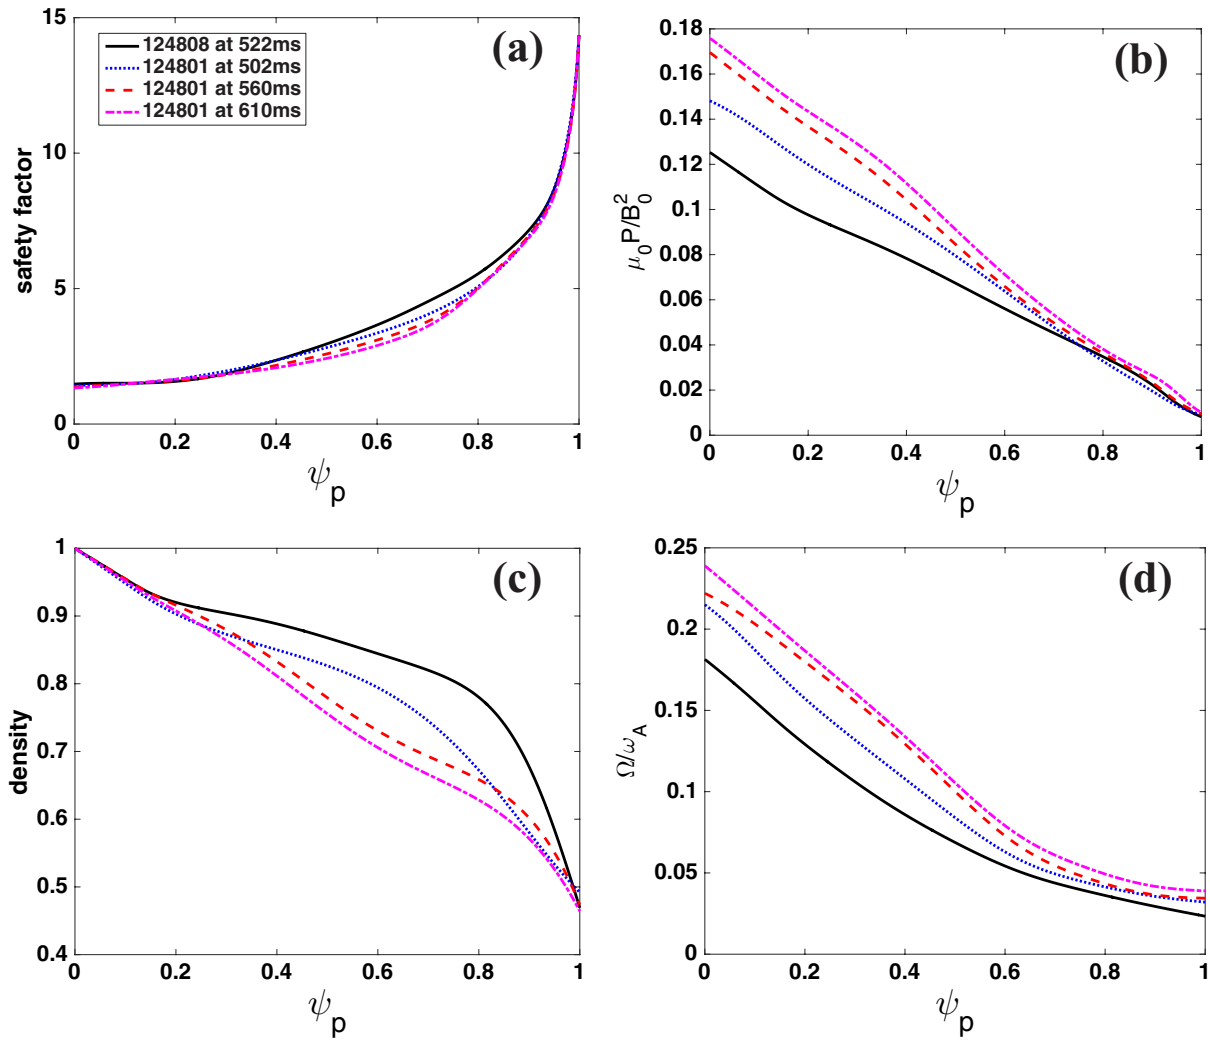 (a)
safety factor
15
10
5
0
124808 at 522ms
124801 at 502ms
124801 at 560ms
124801 at 610ms
0 0.2 0.4 0.6 0.8 1
ψp
(b)
μ0P/B0²
0.18
0.16
0.14
0.12
0.1
0.08
0.06
0.04
0.02
0
0 0.2 0.4 0.6 0.8 1
ψp
(c)
density
1
0.9
0.8
0.7
0.6
0.5
0.4
0 0.2 0.4 0.6 0.8 1
ψp
(d)
Ω/ωA
0.25
0.2
0.15
0.1
0.05
0
0 0.2 0.4 0.6 0.8 1
ψp